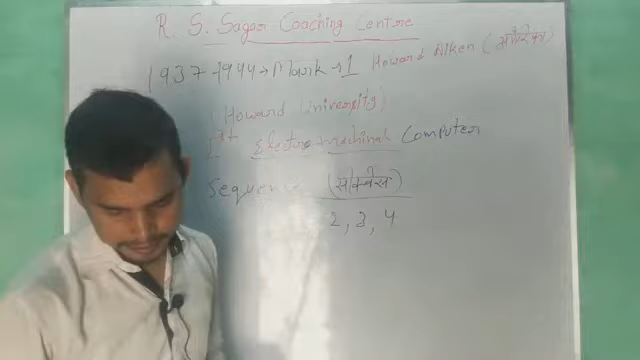 R. S. Sagar Coaching Centre
1937-1944 → Mark-1 Howard Aiken (अमेरिका)
(Howard University)
1st Electro machinal Computer
Sequence (सीक्वेंस)
2, 3, 4